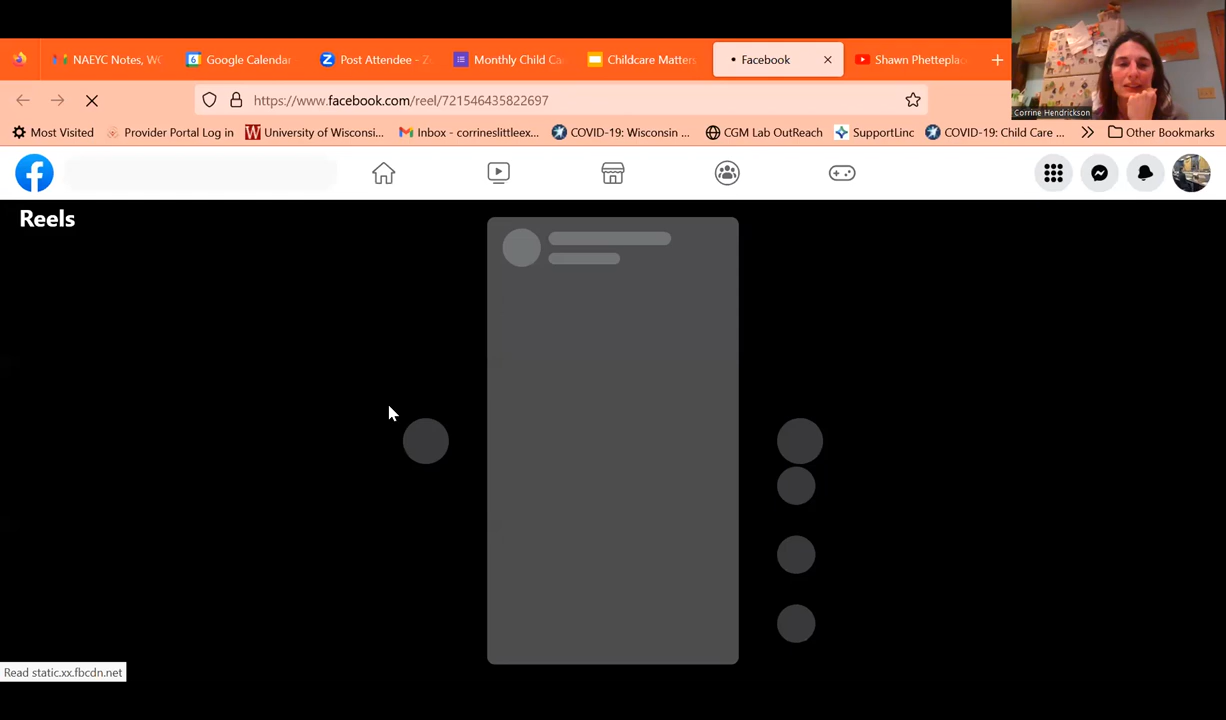 NAEYC Notes, WC
Google Calendar
Post Attendee - Z
Monthly Child Ca
Childcare Matters
Facebook
Shawn Phetteplac
https://www.facebook.com/reel/721546435822697
Corrine Hendrickson
Most Visited
Provider Portal Log in
University of Wisconsi...
Inbox - corrineslittleex...
COVID-19: Wisconsin ...
CGM Lab OutReach
SupportLinc
COVID-19: Child Care ...
Other Bookmarks
Reels
Read static.xx.fbcdn.net